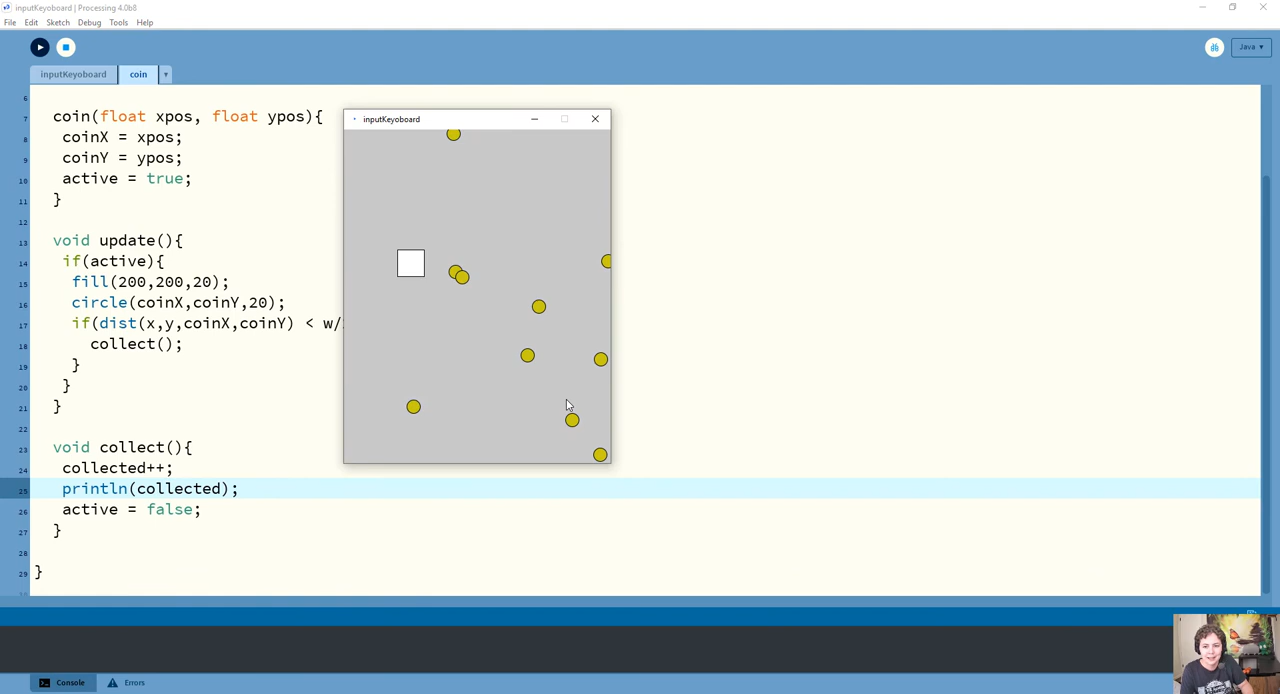 inputKeyoboard | Processing 4.0b8
File Edit Sketch Debug Tools Help
Java
inputKeyoboard coin
6
7 coin(float xpos, float ypos){
8 coinX = xpos;
9 coinY = ypos;
10 active = true;
11 }
12
13 void update(){
14 if(active){
15 fill(200,200,20);
16 circle(coinX,coinY,20);
17 if(dist(x,y,coinX,coinY) < w/
18 collect();
19 }
20 }
21 }
22
23 void collect(){
24 collected++;
25 println(collected);
26 active = false;
27 }
28
29 }
inputKeyoboard
Console Errors